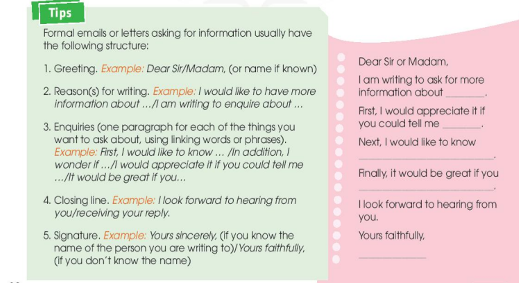 Tips
Formal emails or letters asking for information usually have
the following structure:
1. Greeting. Example: Dear Sir/Madam, (or name if known)
2. Reason(s) for writing. Example: I would like to have more
information about .../I am writing to enquire about ...
3. Enquiries (one paragraph for each of the things you
want to ask about, using linking words or phrases).
Example: First, I would like to know ... /In addition, I
wonder if .../I would appreciate it if you could tell me
.../It would be great if you...
4. Closing line. Example: I look forward to hearing from
you/receiving your reply.
5. Signature. Example: Yours sincerely, (if you know the
name of the person you are writing to)/Yours faithfully,
(if you don't know the name)
Dear Sir or Madam,
I am writing to ask for more
information about ________.
First, I would appreciate it if
you could tell me ________.
Next, I would like to know
________________________.
Finally, it would be great if you
________________________.
I look forward to hearing from
you.
Yours faithfully,
____________